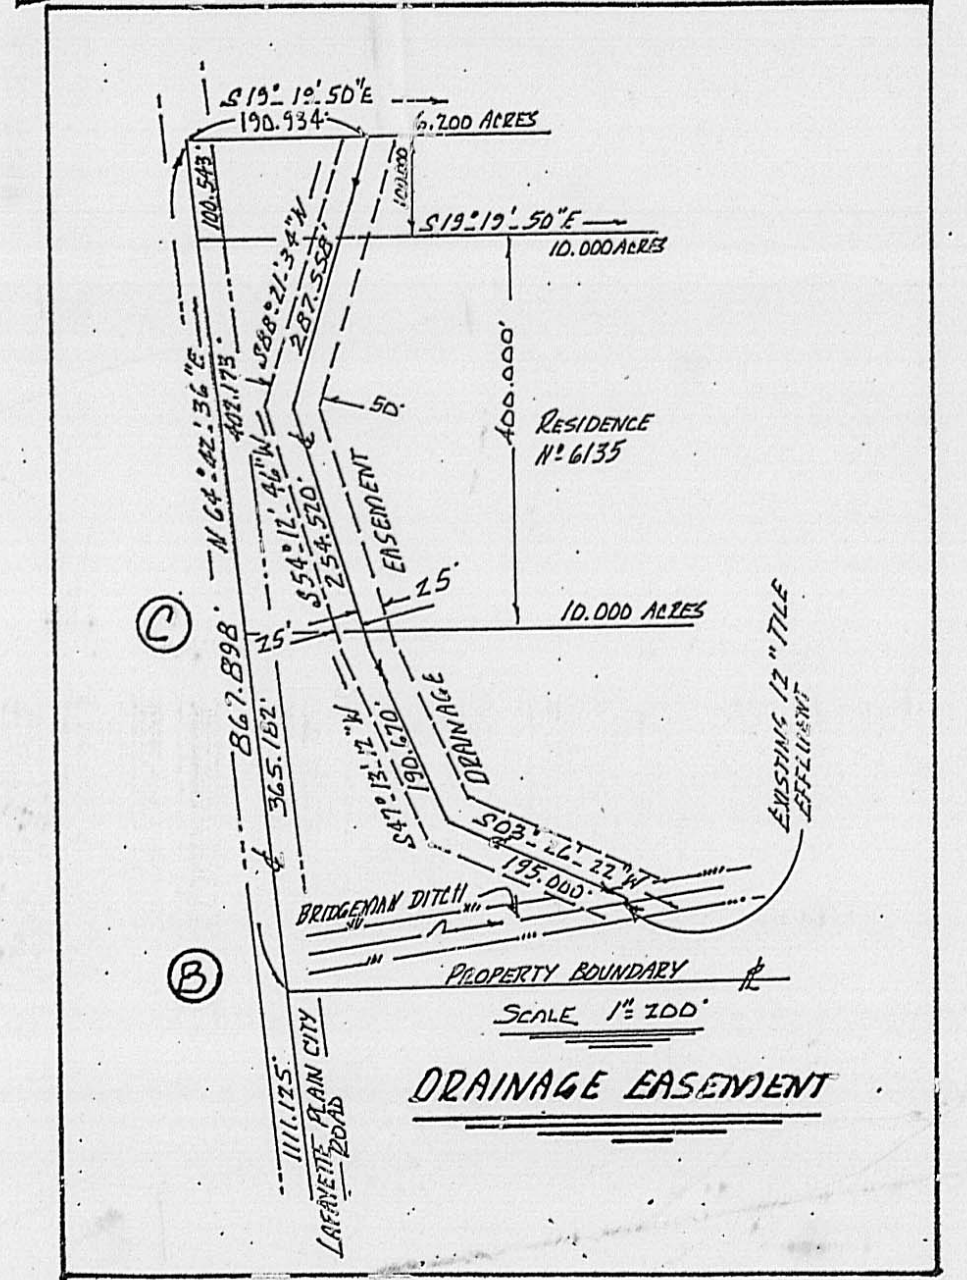 S 19°-19'-50"E
190.934'
6.200 ACRES
100.543'
100.000
S19°-19'-50"E
10.000 ACRES
S88°-21'-34"W
287.558'
N 64°-42'-36"E
402.173'
50'
400.000'
RESIDENCE
Nº 6135
S54°-12'-46"W
254.520'
EASEMENT
25'
25'
10.000 ACRES
C
867.898'
365.182'
S47°-13'-12"W
190.670'
DRAINAGE
EXISTING 12" TILE
EFFLUENT
S03°-26'-22"W
195.000'
BRIDGEMAN DITCH
B
PROPERTY BOUNDARY
SCALE 1"=200'
DRAINAGE EASEMENT
1111.125'
LAFAYETTE PLAIN CITY
ROAD